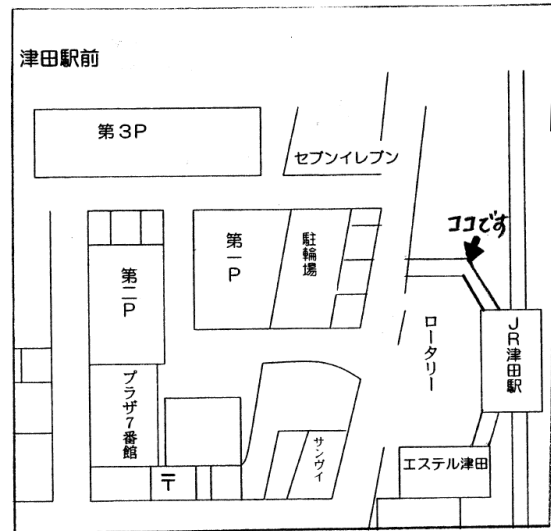 津田駅前
第3P
セブンイレブン
ココです
第一P
駐輪場
第二P
ロータリー
JR津田駅
プラザ7番館
サンヴィ
エステル津田
〒